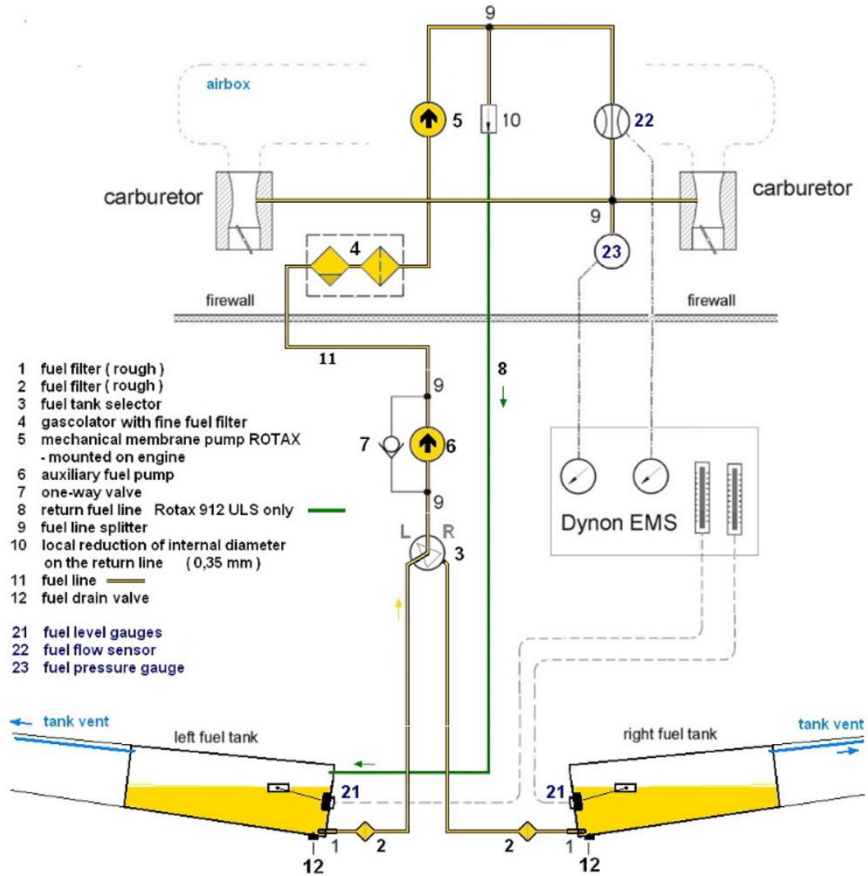 9
airbox
5
10
22
carburetor
carburetor
9
4
23
firewall
firewall
11
8
1 fuel filter ( rough )
2 fuel filter ( rough )
3 fuel tank selector
4 gascolator with fine fuel filter
5 mechanical membrane pump ROTAX
- mounted on engine
6 auxiliary fuel pump
7 one-way valve
8 return fuel line Rotax 912 ULS only
9 fuel line splitter
10 local reduction of internal diameter
on the return line ( 0,35 mm )
11 fuel line
12 fuel drain valve
21 fuel level gauges
22 fuel flow sensor
23 fuel pressure gauge
9
7
6
9
L R
3
Dynon EMS
tank vent
left fuel tank
right fuel tank
tank vent
21
21
1
2
2
1
12
12